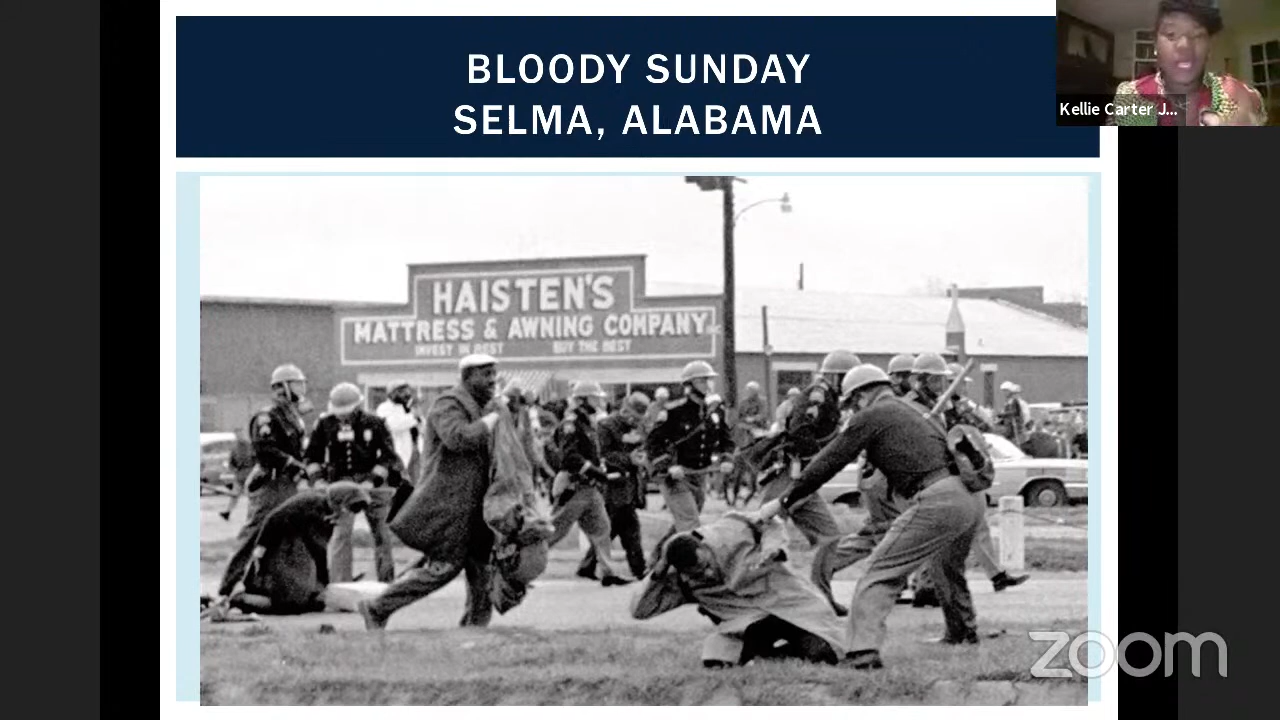 BLOODY SUNDAY
SELMA, ALABAMA
Kellie Carter J...
HAISTEN'S
MATTRESS & AWNING COMPANY
INVEST IN REST BUY THE BEST
zoom